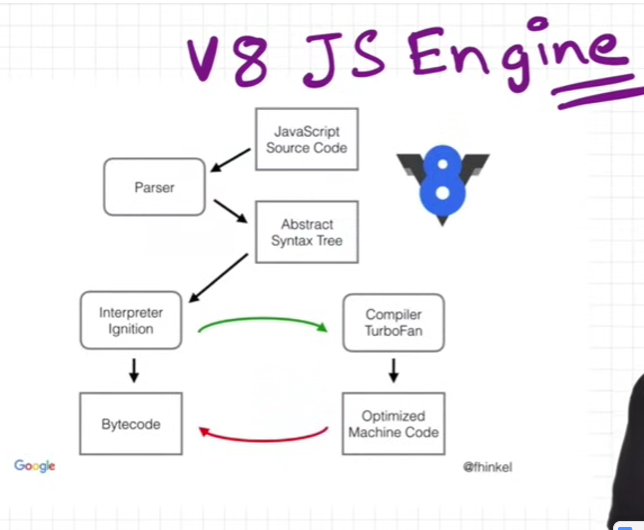 V8 JS Engine
JavaScript
Source Code
Parser
Abstract
Syntax Tree
Interpreter
Ignition
Compiler
TurboFan
Bytecode
Optimized
Machine Code
Google
@fhinkel